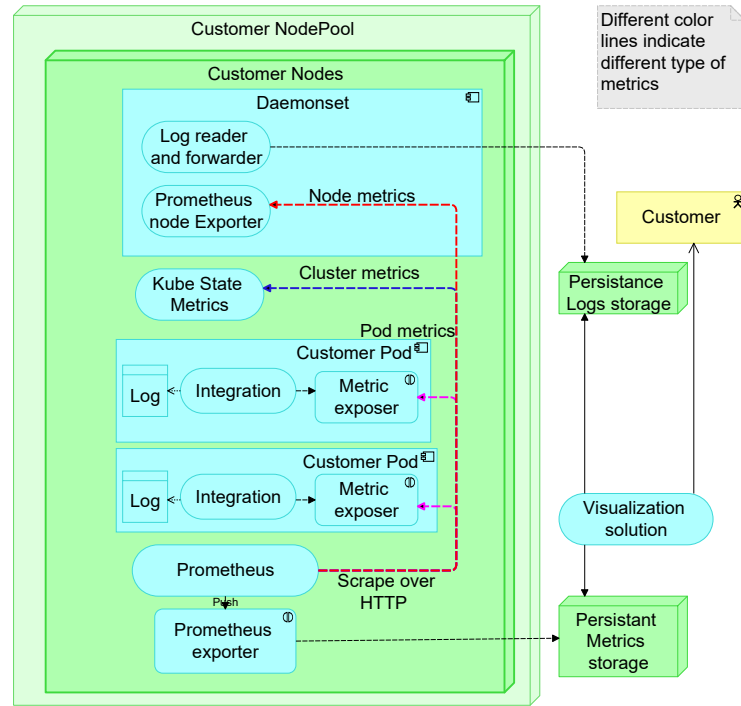 Customer NodePool
Different color
lines indicate
different type of
metrics
Customer Nodes
Daemonset
Log reader
and forwarder
Prometheus
node Exporter
Node metrics
Customer
Kube State
Metrics
Cluster metrics
Persistance
Logs storage
Pod metrics
Customer Pod
Log
Integration
Metric
exposer
Customer Pod
Log
Integration
Metric
exposer
Visualization
solution
Prometheus
Scrape over
HTTP
Push
Prometheus
exporter
Persistant
Metrics
storage